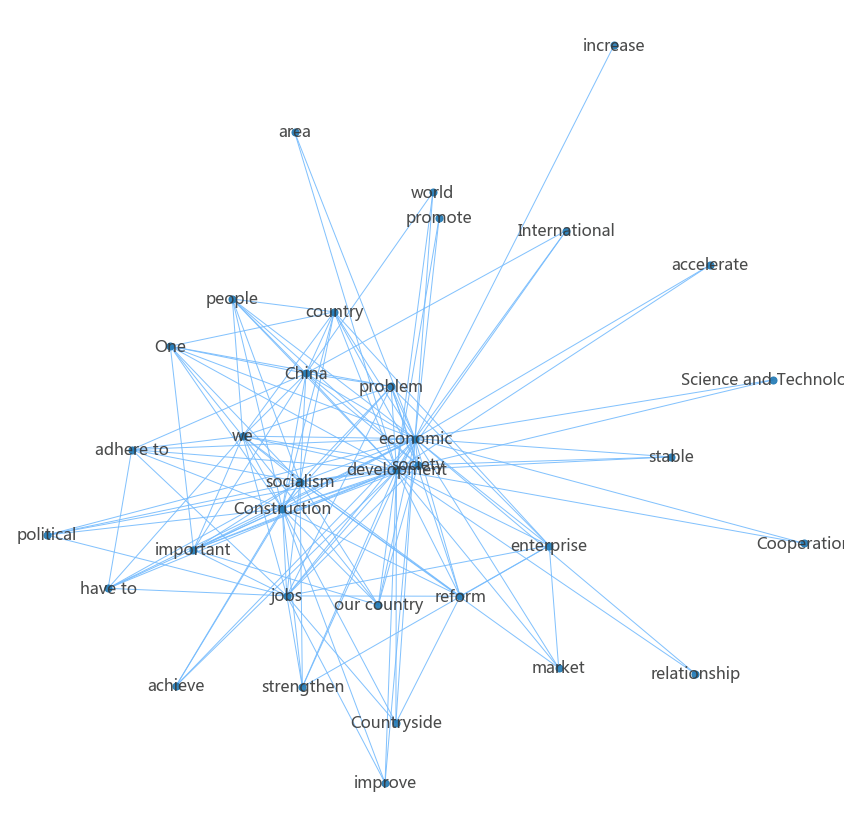 increase
area
world
promote
International
accelerate
people
country
One
China
problem
Science and Technolo
we
economic
adhere to
society
development
stable
socialism
Construction
political
important
enterprise
Cooperation
have to
jobs
our country
reform
market
relationship
achieve
strengthen
Countryside
improve